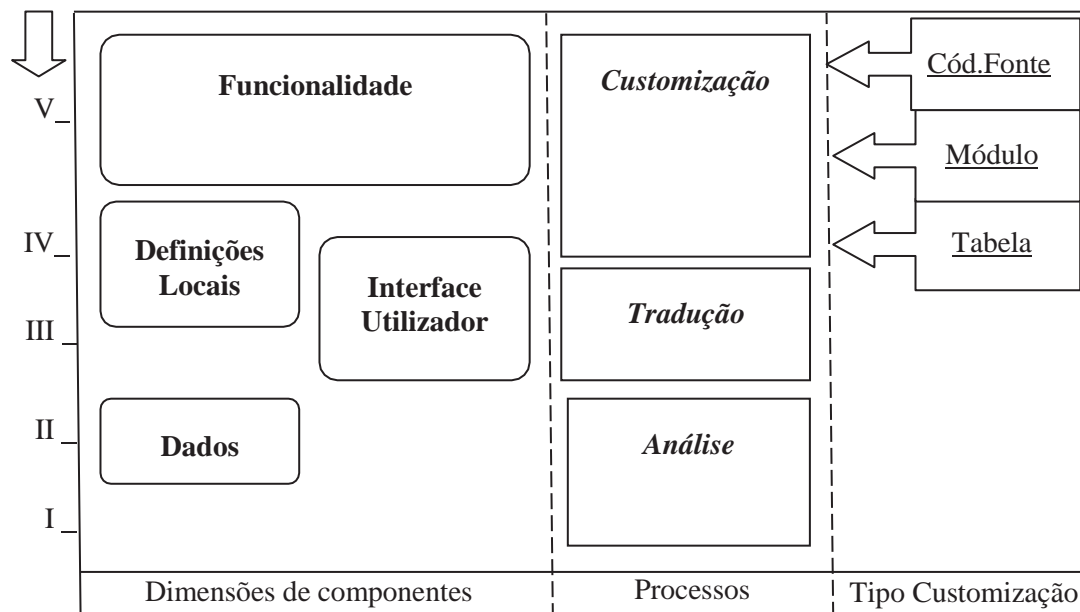 Funcionalidade
Customização
Cód.Fonte
V
Módulo
IV
Definições
Locais
Interface
Utilizador
Tabela
III
Tradução
II
Dados
Análise
I
Dimensões de componentes
Processos
Tipo Customização